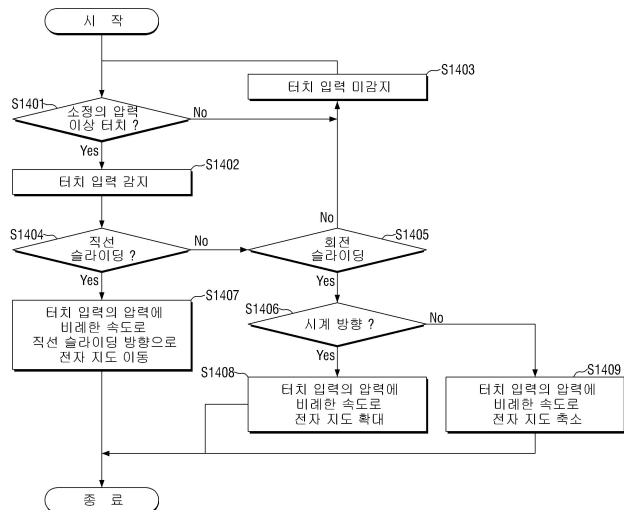 시 작
S1403
터치 입력 미감지
S1401
소정의 압력
이상 터치 ?
No
Yes
S1402
터치 입력 감지
No
S1404
직선
슬라이딩 ?
No
S1405
회전
슬라이딩
Yes
Yes
S1407
터치 입력의 압력에
비례한 속도로
직선 슬라이딩 방향으로
전자 지도 이동
S1406
시계 방향 ?
No
Yes
S1408
터치 입력의 압력에
비례한 속도로
전자 지도 확대
S1409
터치 입력의 압력에
비례한 속도로
전자 지도 축소
종 료